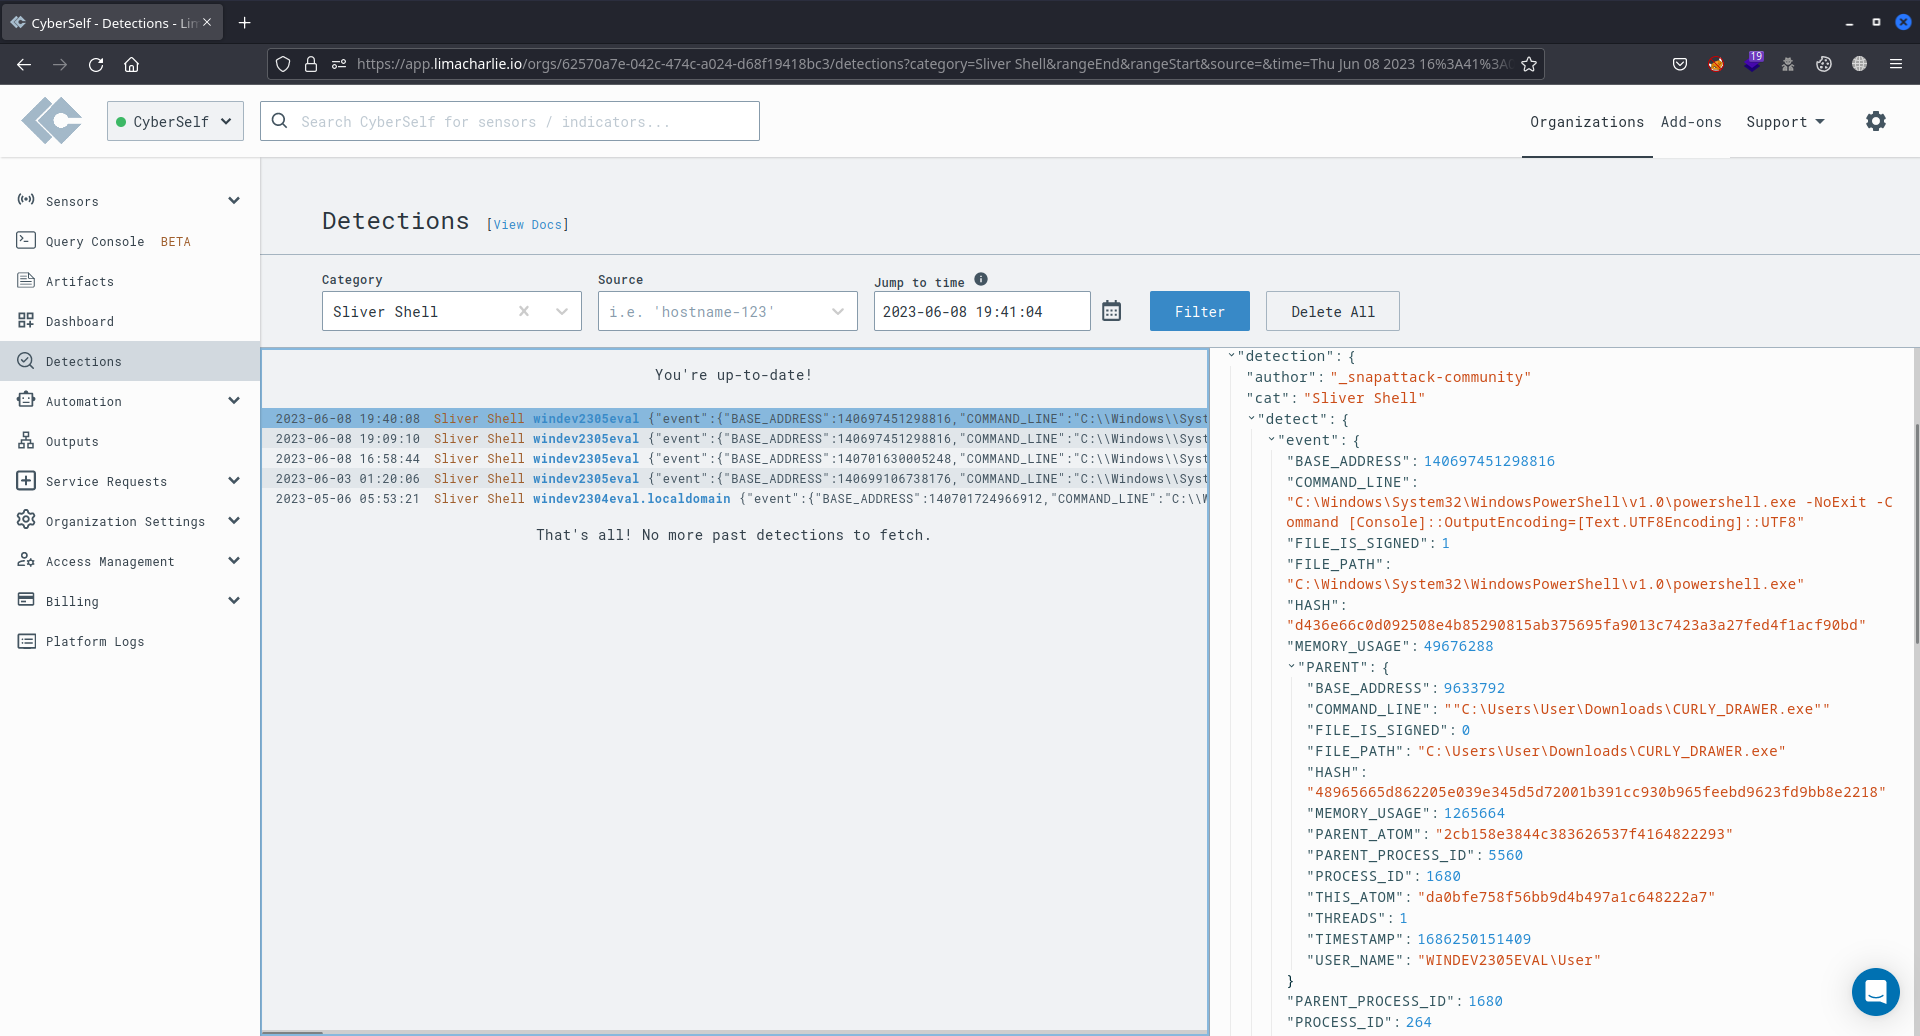 CyberSelf - Detections - Lim
https://app.limacharlie.io/orgs/62570a7e-042c-474c-a024-d68f19418bc3/detections?category=Sliver Shell&rangeEnd&rangeStart&source=&time=Thu Jun 08 2023 16%3A41%3A0
19
CyberSelf
Search CyberSelf for sensors / indicators...
Organizations
Add-ons
Support
Sensors
Query Console BETA
Artifacts
Dashboard
Detections
Automation
Outputs
Service Requests
Organization Settings
Access Management
Billing
Platform Logs
Detections [View Docs]
Category
Source
Jump to time
Sliver Shell
i.e. 'hostname-123'
2023-06-08 19:41:04
Filter
Delete All
You're up-to-date!
2023-06-08 19:40:08 Sliver Shell windev2305eval {"event":{"BASE_ADDRESS":140697451298816,"COMMAND_LINE":"C:\\Windows\\Syst
2023-06-08 19:09:10 Sliver Shell windev2305eval {"event":{"BASE_ADDRESS":140697451298816,"COMMAND_LINE":"C:\\Windows\\Syst
2023-06-08 16:58:44 Sliver Shell windev2305eval {"event":{"BASE_ADDRESS":140701630005248,"COMMAND_LINE":"C:\\Windows\\Syst
2023-06-03 01:20:06 Sliver Shell windev2305eval {"event":{"BASE_ADDRESS":140699106738176,"COMMAND_LINE":"C:\\Windows\\Syst
2023-05-06 05:53:21 Sliver Shell windev2304eval.localdomain {"event":{"BASE_ADDRESS":140701724966912,"COMMAND_LINE":"C:\\W
That's all! No more past detections to fetch.
"detection": {
"author": "_snapattack-community"
"cat": "Sliver Shell"
"detect": {
"event": {
"BASE_ADDRESS": 140697451298816
"COMMAND_LINE":
"C:\Windows\System32\WindowsPowerShell\v1.0\powershell.exe -NoExit -C
ommand [Console]::OutputEncoding=[Text.UTF8Encoding]::UTF8"
"FILE_IS_SIGNED": 1
"FILE_PATH":
"C:\Windows\System32\WindowsPowerShell\v1.0\powershell.exe"
"HASH":
"d436e66c0d092508e4b85290815ab375695fa9013c7423a3a27fed4f1acf90bd"
"MEMORY_USAGE": 49676288
"PARENT": {
"BASE_ADDRESS": 9633792
"COMMAND_LINE": ""C:\Users\User\Downloads\CURLY_DRAWER.exe""
"FILE_IS_SIGNED": 0
"FILE_PATH": "C:\Users\User\Downloads\CURLY_DRAWER.exe"
"HASH":
"48965665d862205e039e345d5d72001b391cc930b965feebd9623fd9bb8e2218"
"MEMORY_USAGE": 1265664
"PARENT_ATOM": "2cb158e3844c383626537f4164822293"
"PARENT_PROCESS_ID": 5560
"PROCESS_ID": 1680
"THIS_ATOM": "da0bfe758f56bb9d4b497a1c648222a7"
"THREADS": 1
"TIMESTAMP": 1686250151409
"USER_NAME": "WINDEV2305EVAL\User"
}
"PARENT_PROCESS_ID": 1680
"PROCESS_ID": 264